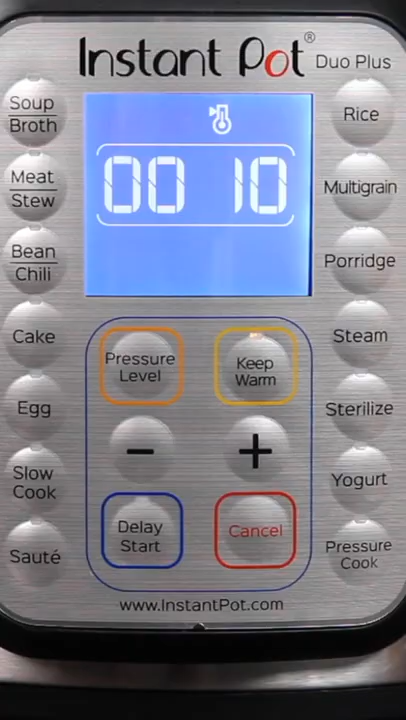 Instant Pot® Duo Plus
Soup
Broth
Meat
Stew
Bean
Chili
Cake
Egg
Slow
Cook
Sauté
00 10
Pressure
Level
Keep
Warm
−
+
Delay
Start
Cancel
Rice
Multigrain
Porridge
Steam
Sterilize
Yogurt
Pressure
Cook
www.InstantPot.com